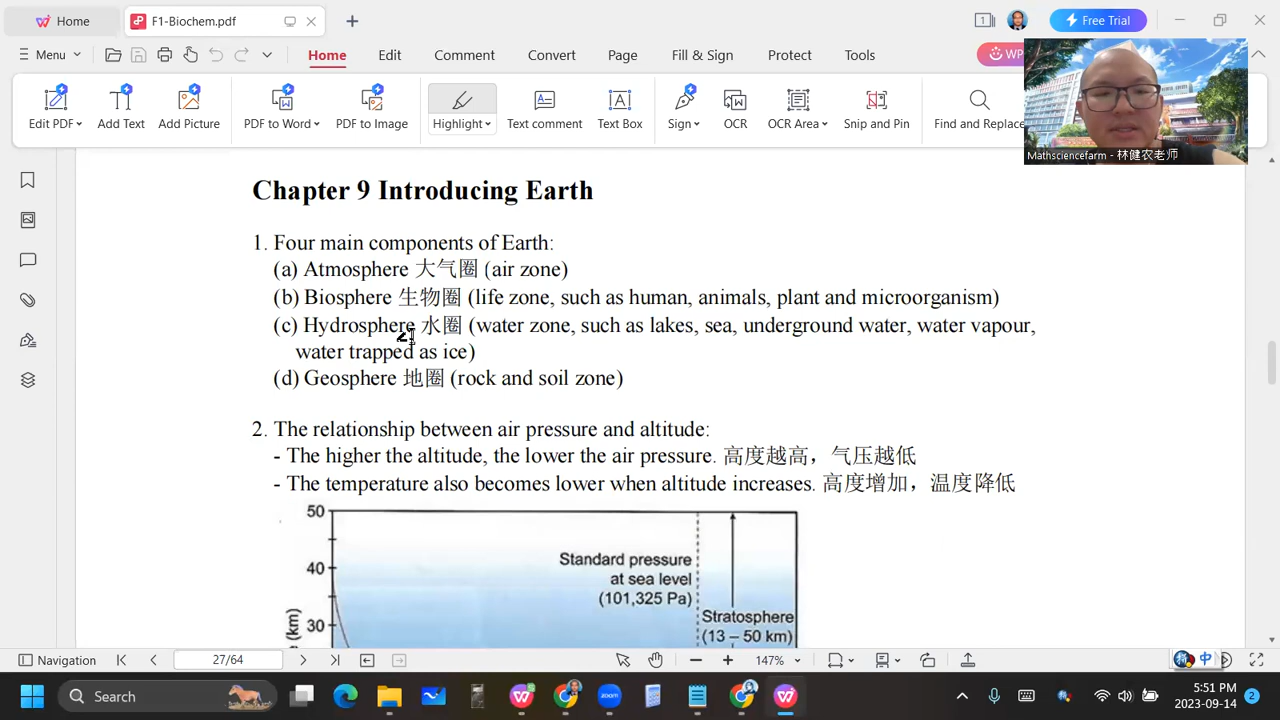 Home
F1-Biochem.pdf
1
Free Trial
Menu
Home
Edit
Comment
Convert
Page
Fill & Sign
Protect
Tools
WP
Edit PDF
Add Text
Add Picture
PDF to Word
PDF to Image
Highlight
Text comment
Text Box
Sign
OCR
OCR Area
Snip and Pin
Find and Replace
Mathsciencefarm - 林健农老师
Chapter 9 Introducing Earth
1. Four main components of Earth:
(a) Atmosphere 大气圈 (air zone)
(b) Biosphere 生物圈 (life zone, such as human, animals, plant and microorganism)
(c) Hydrosphere 水圈 (water zone, such as lakes, sea, underground water, water vapour,
water trapped as ice)
(d) Geosphere 地圈 (rock and soil zone)
2. The relationship between air pressure and altitude:
- The higher the altitude, the lower the air pressure. 高度越高，气压越低
- The temperature also becomes lower when altitude increases. 高度增加，温度降低
50
40
30
(km)
Standard pressure
at sea level
(101,325 Pa)
Stratosphere
(13 – 50 km)
Navigation
27/64
147%
中
Search
zoom
5:51 PM
2023-09-14
2